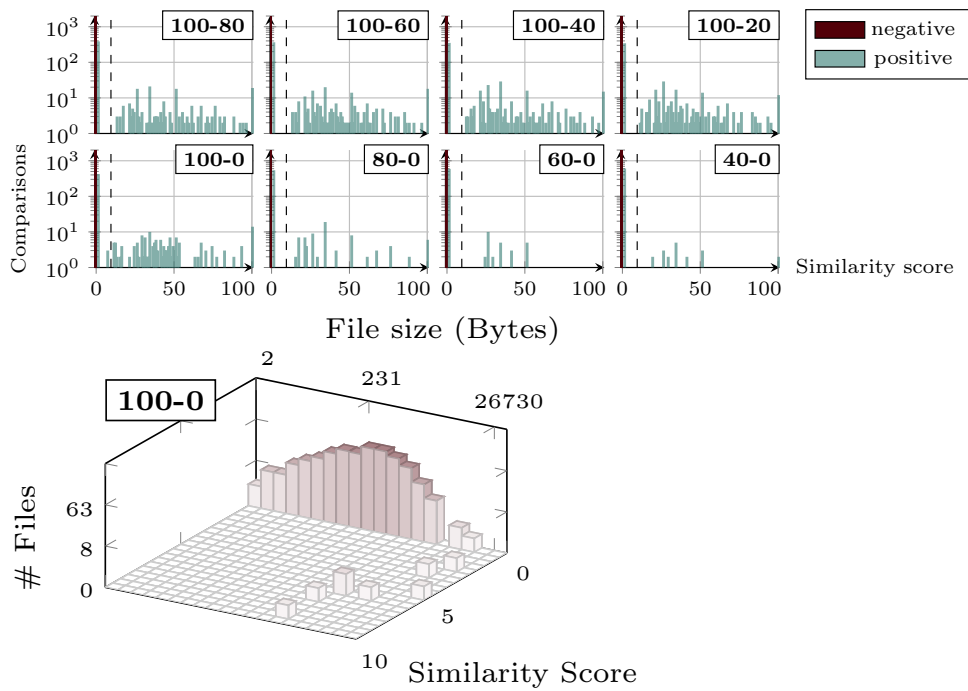 100-80 100-60 100-40 100-20
negative
positive
10³
10²
10¹
10⁰
100-0 80-0 60-0 40-0
10³
10²
10¹
10⁰
Comparisons
0 50 100 0 50 100 0 50 100 0 50 100
Similarity score
File size (Bytes)
2
231
26730
100-0
63
8
0
# Files
0
5
10
Similarity Score